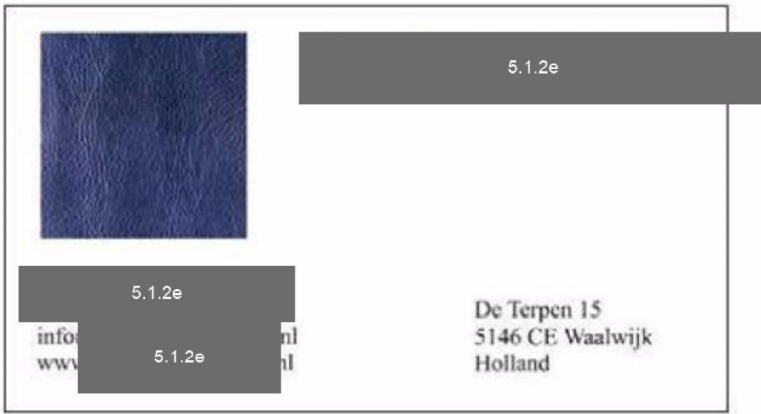 5.1.2e
5.1.2e
info
nl
www
5.1.2e
nl
De Terpen 15
5146 CE Waalwijk
Holland